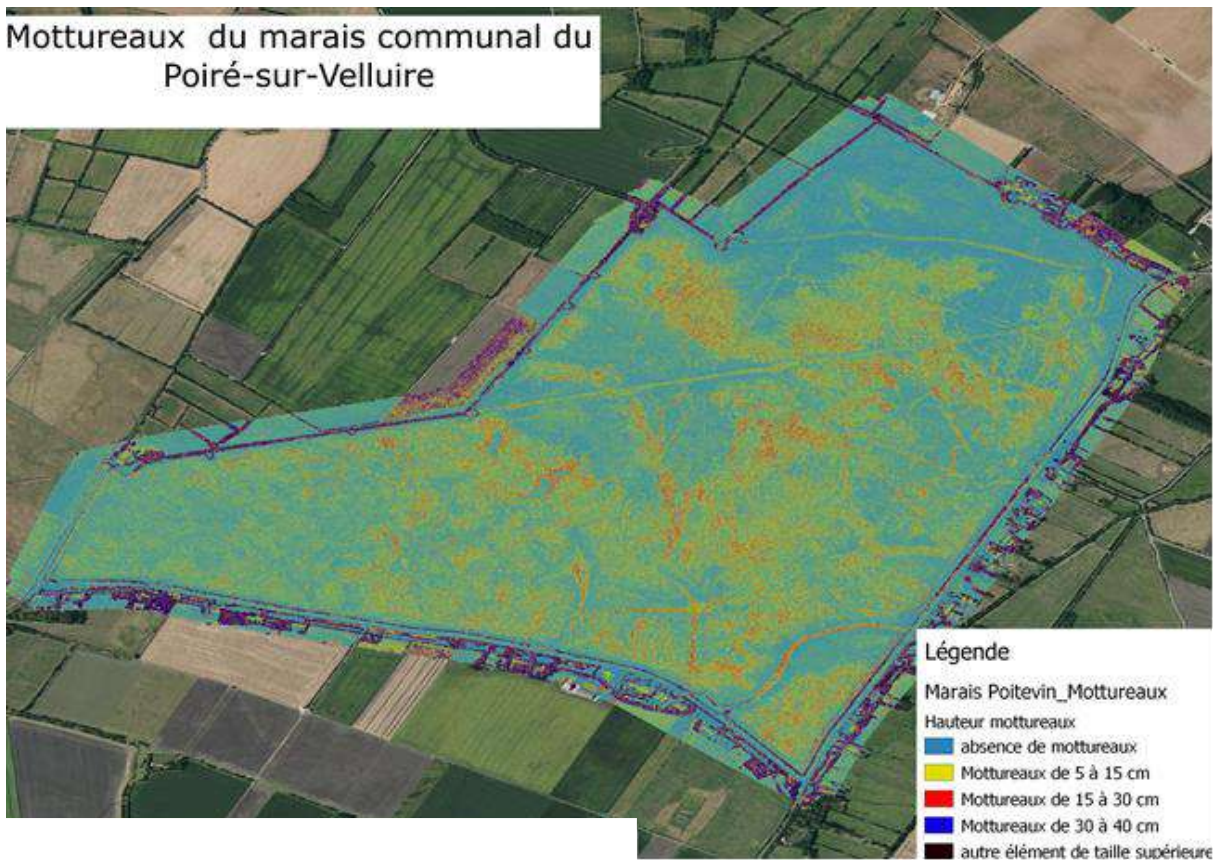 Mottureaux du marais communal du
Poiré-sur-Velluire
Légende
Marais Poitevin_Mottureaux
Hauteur mottureaux
absence de mottureaux
Mottureaux de 5 à 15 cm
Mottureaux de 15 à 30 cm
Mottureaux de 30 à 40 cm
autre élément de taille supérieure